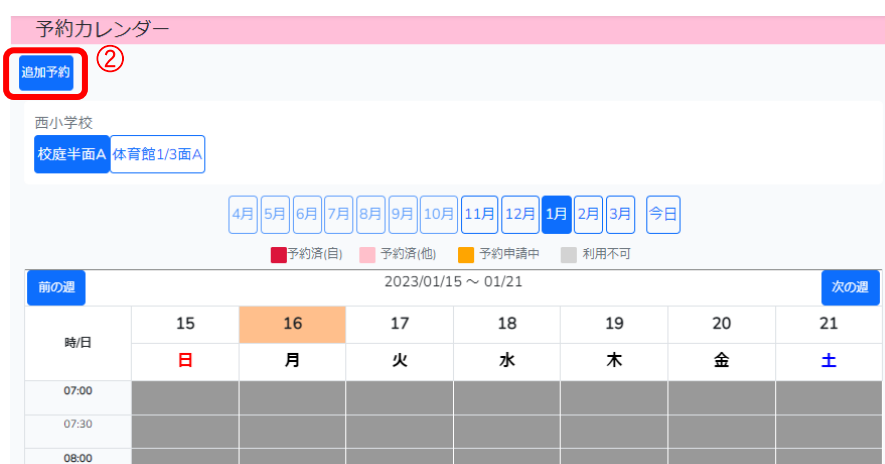 予約カレンダー
②
追加予約
西小学校
校庭半面A 体育館1/3面A
4月 5月 6月 7月 8月 9月 10月 11月 12月 1月 2月 3月 今日
予約済(自) 予約済(他) 予約申請中 利用不可
前の週 2023/01/15 ～ 01/21 次の週
時/日 15 16 17 18 19 20 21
日 月 火 水 木 金 土
07:00
07:30
08:00